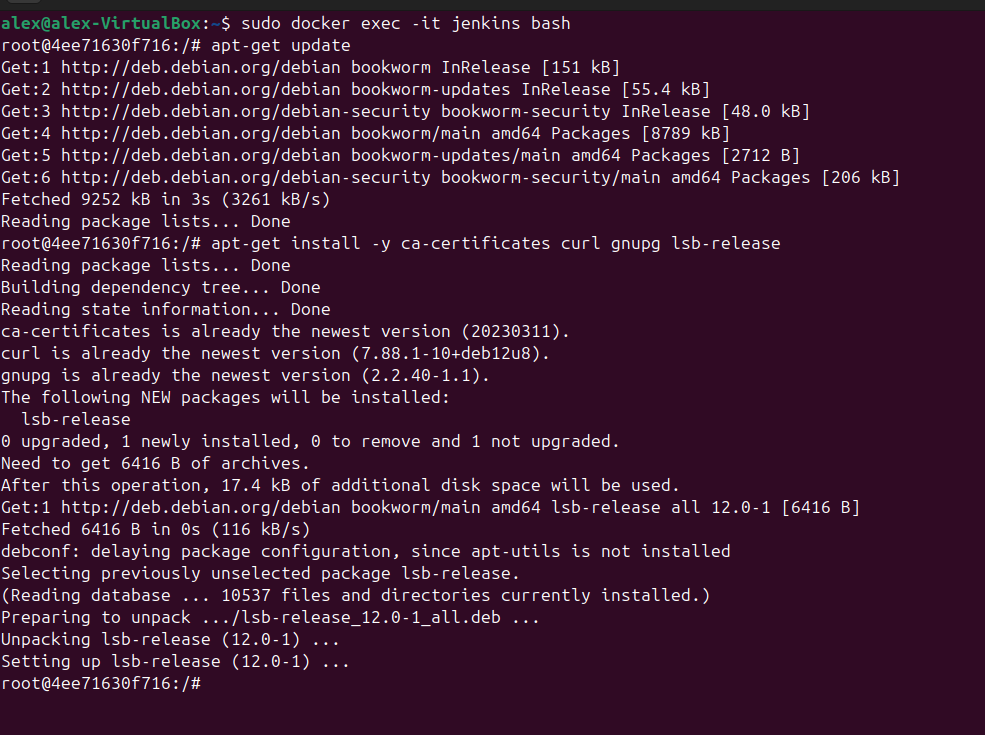 alex@alex-VirtualBox:~$ sudo docker exec -it jenkins bash
root@4ee71630f716:/# apt-get update
Get:1 http://deb.debian.org/debian bookworm InRelease [151 kB]
Get:2 http://deb.debian.org/debian bookworm-updates InRelease [55.4 kB]
Get:3 http://deb.debian.org/debian-security bookworm-security InRelease [48.0 kB]
Get:4 http://deb.debian.org/debian bookworm/main amd64 Packages [8789 kB]
Get:5 http://deb.debian.org/debian bookworm-updates/main amd64 Packages [2712 B]
Get:6 http://deb.debian.org/debian-security bookworm-security/main amd64 Packages [206 kB]
Fetched 9252 kB in 3s (3261 kB/s)
Reading package lists... Done
root@4ee71630f716:/# apt-get install -y ca-certificates curl gnupg lsb-release
Reading package lists... Done
Building dependency tree... Done
Reading state information... Done
ca-certificates is already the newest version (20230311).
curl is already the newest version (7.88.1-10+deb12u8).
gnupg is already the newest version (2.2.40-1.1).
The following NEW packages will be installed:
  lsb-release
0 upgraded, 1 newly installed, 0 to remove and 1 not upgraded.
Need to get 6416 B of archives.
After this operation, 17.4 kB of additional disk space will be used.
Get:1 http://deb.debian.org/debian bookworm/main amd64 lsb-release all 12.0-1 [6416 B]
Fetched 6416 B in 0s (116 kB/s)
debconf: delaying package configuration, since apt-utils is not installed
Selecting previously unselected package lsb-release.
(Reading database ... 10537 files and directories currently installed.)
Preparing to unpack .../lsb-release_12.0-1_all.deb ...
Unpacking lsb-release (12.0-1) ...
Setting up lsb-release (12.0-1) ...
root@4ee71630f716:/#